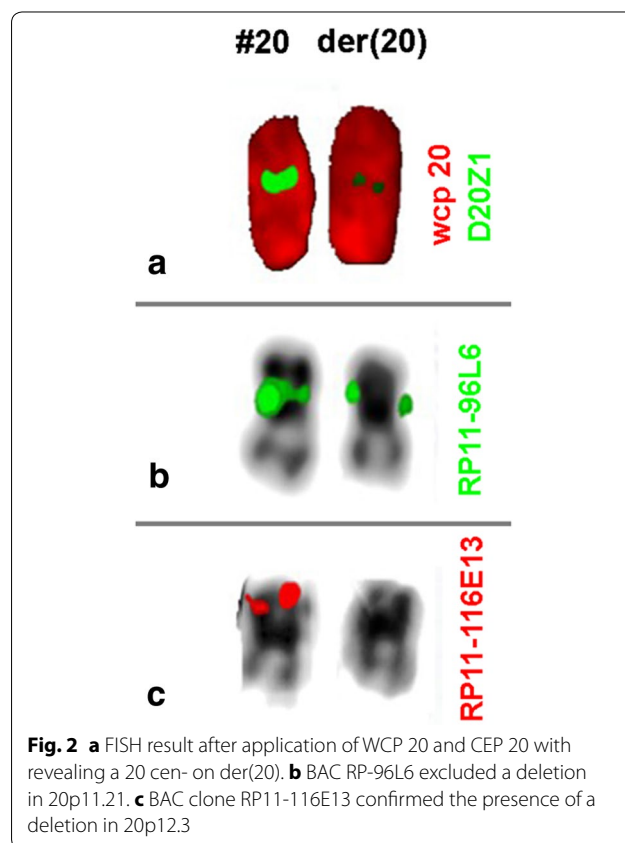 #20 der(20)
wcp 20
D20Z1
a
RP11-96L6
b
RP11-116E13
c
Fig. 2 a FISH result after application of WCP 20 and CEP 20 with
revealing a 20 cen- on der(20). b BAC RP-96L6 excluded a deletion
in 20p11.21. c BAC clone RP11-116E13 confirmed the presence of a
deletion in 20p12.3